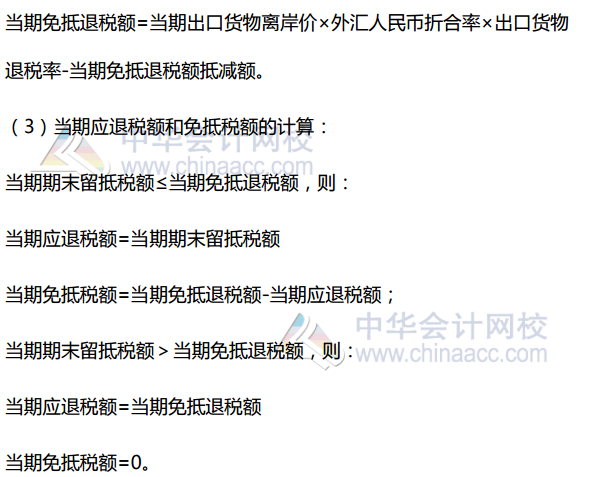 当期免抵退税额=当期出口货物离岸价×外汇人民币折合率×出口货物
退税率-当期免抵退税额抵减额。
（3）当期应退税额和免抵税额的计算：
中华会计网校
www.chinaacc.com
当期期末留抵税额≤当期免抵退税额，则：
当期应退税额=当期期末留抵税额
当期免抵税额=当期免抵退税额-当期应退税额；
中华会计网校
www.chinaacc.com
当期期末留抵税额＞当期免抵退税额，则：
当期应退税额=当期免抵退税额
当期免抵税额=0。